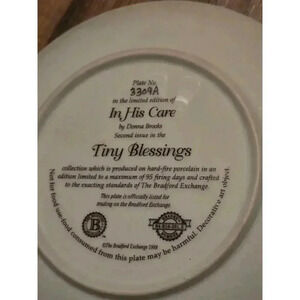 Plate No.
3309A
in the limited edition of
In His Care
by Donna Brooks
Second issue in the
Tiny Blessings
collection which is produced on hard-fire porcelain in an
edition limited to a maximum of 95 firing days and crafted
to the exacting standards of The Bradford Exchange.
This plate is officially listed for
trading on the Bradford Exchange.
B
©The Bradford Exchange 1998
Not for food use-food consumed from this plate may be harmful. Decorative art object.